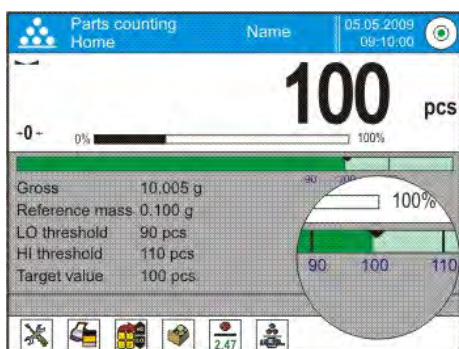 Parts counting Name 05.05.2009
Home 09:10:00
100 pcs
→0← 0% 100%
90
Gross 10.005 g
Reference mass 0.100 g
LO threshold 90 pcs
HI threshold 110 pcs
Target value 100 pcs
100%
90 100 110
2.47